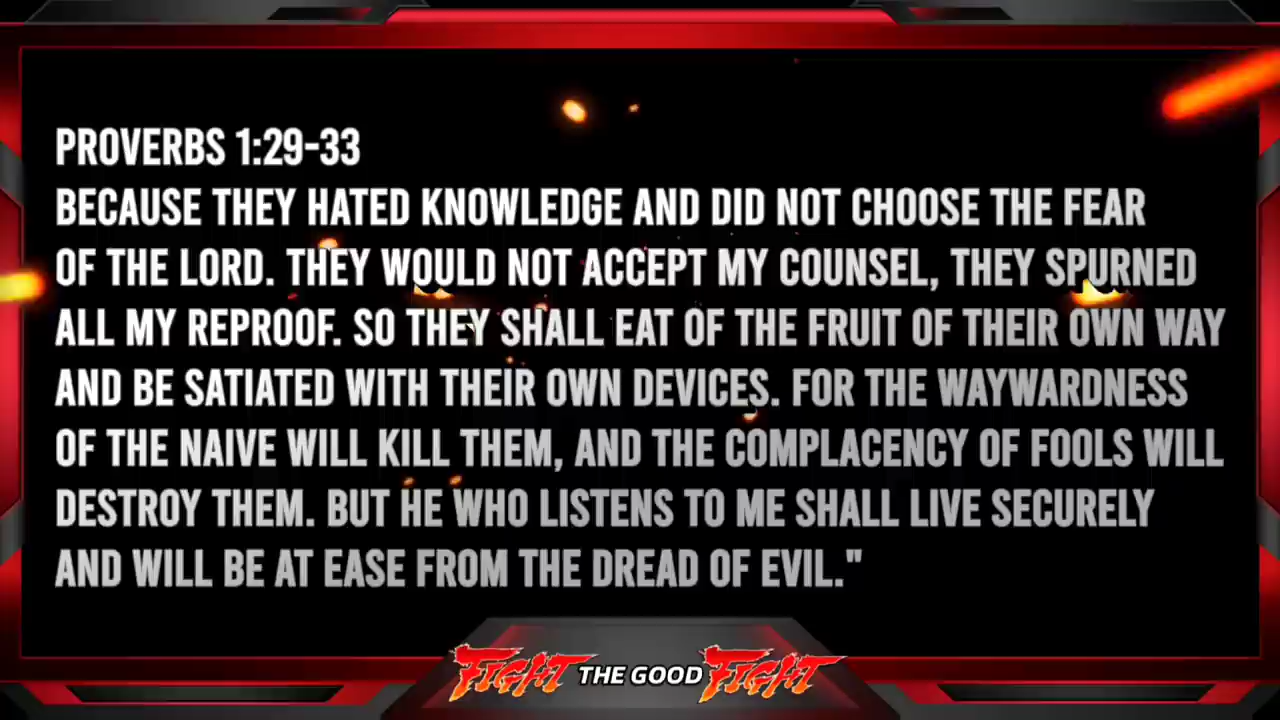 PROVERBS 1:29-33
BECAUSE THEY HATED KNOWLEDGE AND DID NOT CHOOSE THE FEAR
OF THE LORD. THEY WOULD NOT ACCEPT MY COUNSEL, THEY SPURNED
ALL MY REPROOF. SO THEY SHALL EAT OF THE FRUIT OF THEIR OWN WAY
AND BE SATIATED WITH THEIR OWN DEVICES. FOR THE WAYWARDNESS
OF THE NAIVE WILL KILL THEM, AND THE COMPLACENCY OF FOOLS WILL
DESTROY THEM. BUT HE WHO LISTENS TO ME SHALL LIVE SECURELY
AND WILL BE AT EASE FROM THE DREAD OF EVIL."
FIGHT THE GOOD FIGHT